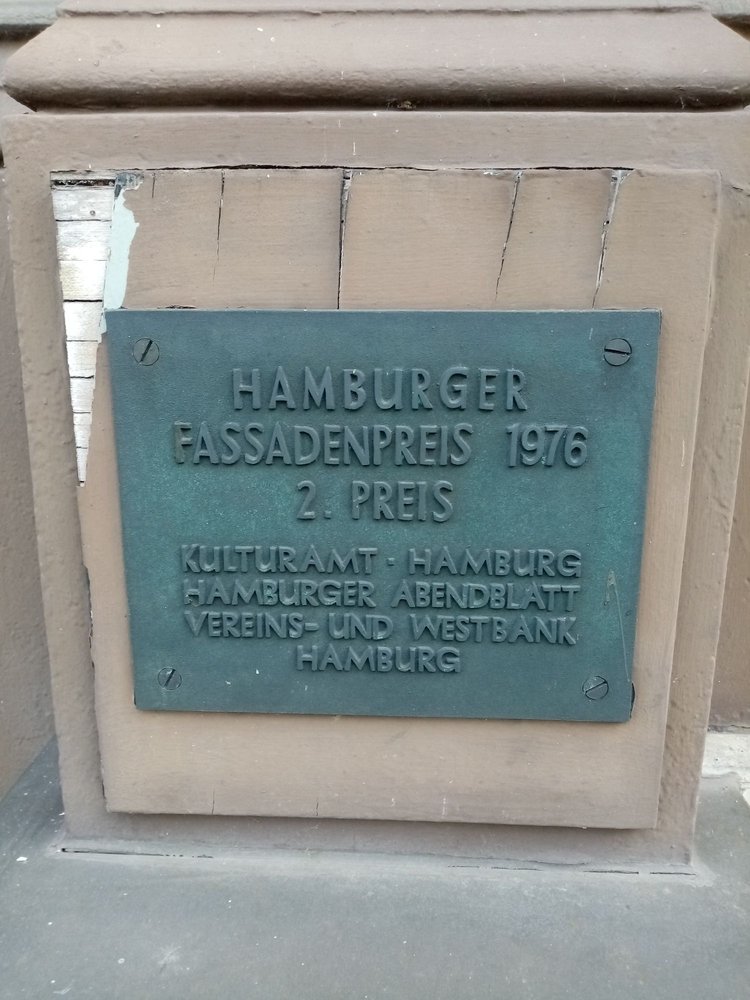 HAMBURGER
FASSADENPREIS 1976
2. PREIS
KULTURAMT · HAMBURG
HAMBURGER ABENDBLATT
VEREINS- UND WESTBANK
HAMBURG